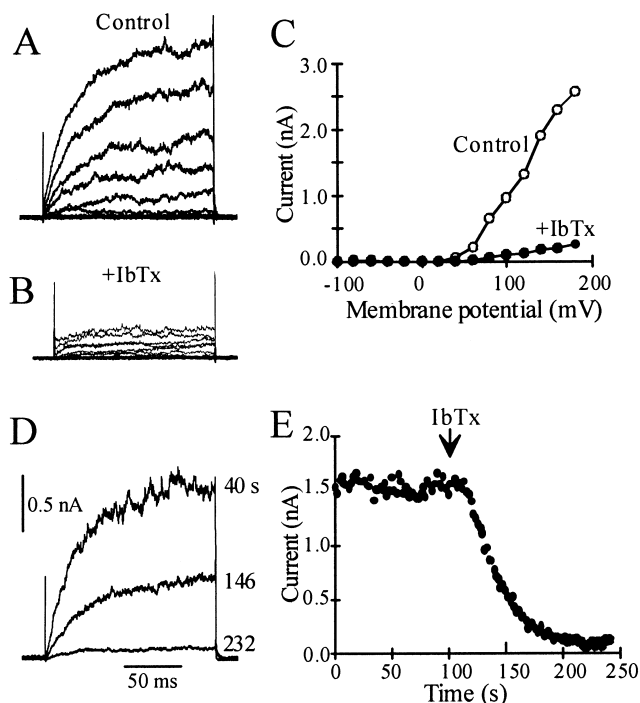 A
Control
B
+IbTx
C
3.0
2.0
1.0
0.0
Current (nA)
Control
+IbTx
-100
0
100
200
Membrane potential (mV)
D
0.5 nA
40 s
146
232
50 ms
E
IbTx
2.0
1.5
1.0
0.5
0.0
Current (nA)
0
50
100
150
200
250
Time (s)